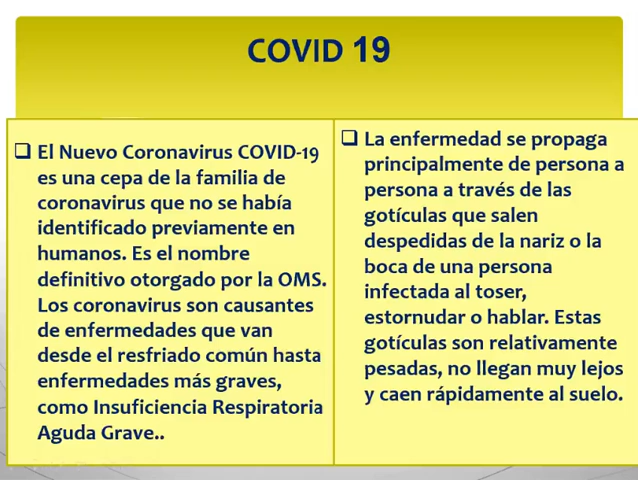 COVID 19
❑ El Nuevo Coronavirus COVID-19
es una cepa de la familia de
coronavirus que no se había
identificado previamente en
humanos. Es el nombre
definitivo otorgado por la OMS.
Los coronavirus son causantes
de enfermedades que van
desde el resfriado común hasta
enfermedades más graves,
como Insuficiencia Respiratoria
Aguda Grave..
❑ La enfermedad se propaga
principalmente de persona a
persona a través de las
gotículas que salen
despedidas de la nariz o la
boca de una persona
infectada al toser,
estornudar o hablar. Estas
gotículas son relativamente
pesadas, no llegan muy lejos
y caen rápidamente al suelo.